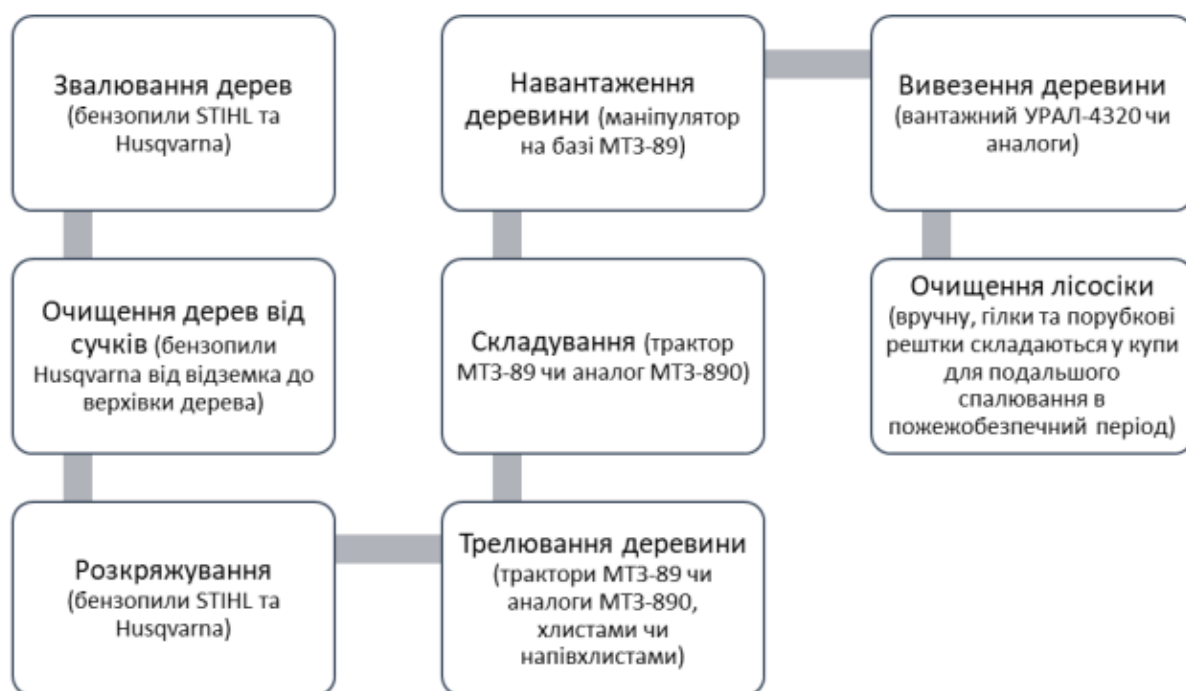 Звалювання дерев
(бензопили STIHL та
Husqvarna)
Очищення дерев від
сучків (бензопили
Husqvarna від відземка до
верхівки дерева)
Розкряжування
(бензопили STIHL та
Husqvarna)
Трелювання деревини
(трактори МТЗ-89 чи
аналоги МТЗ-890,
хлистами чи
напівхлистами)
Складування (трактор
МТЗ-89 чи аналог МТЗ-890)
Навантаження
деревини (маніпулятор
на базі МТЗ-89)
Вивезення деревини
(вантажний УРАЛ-4320 чи
аналоги)
Очищення лісосіки
(вручну, гілки та порубкові
рештки складаються у купи
для подальшого
спалювання в
пожежобезпечний період)